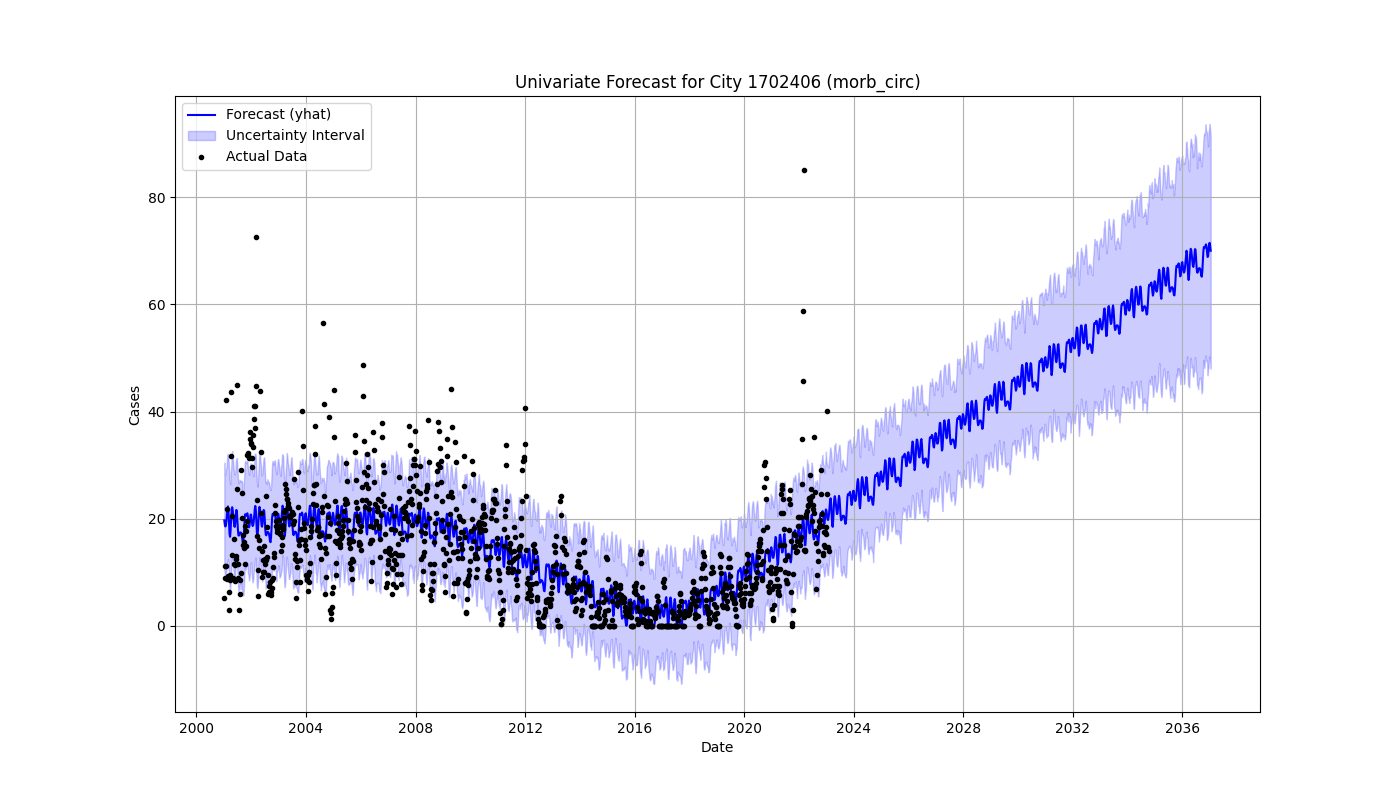 Univariate Forecast for City 1702406 (morb_circ)
Forecast (yhat)
Uncertainty Interval
Actual Data
Cases
80
60
40
20
0
2000 2004 2008 2012 2016 2020 2024 2028 2032 2036
Date